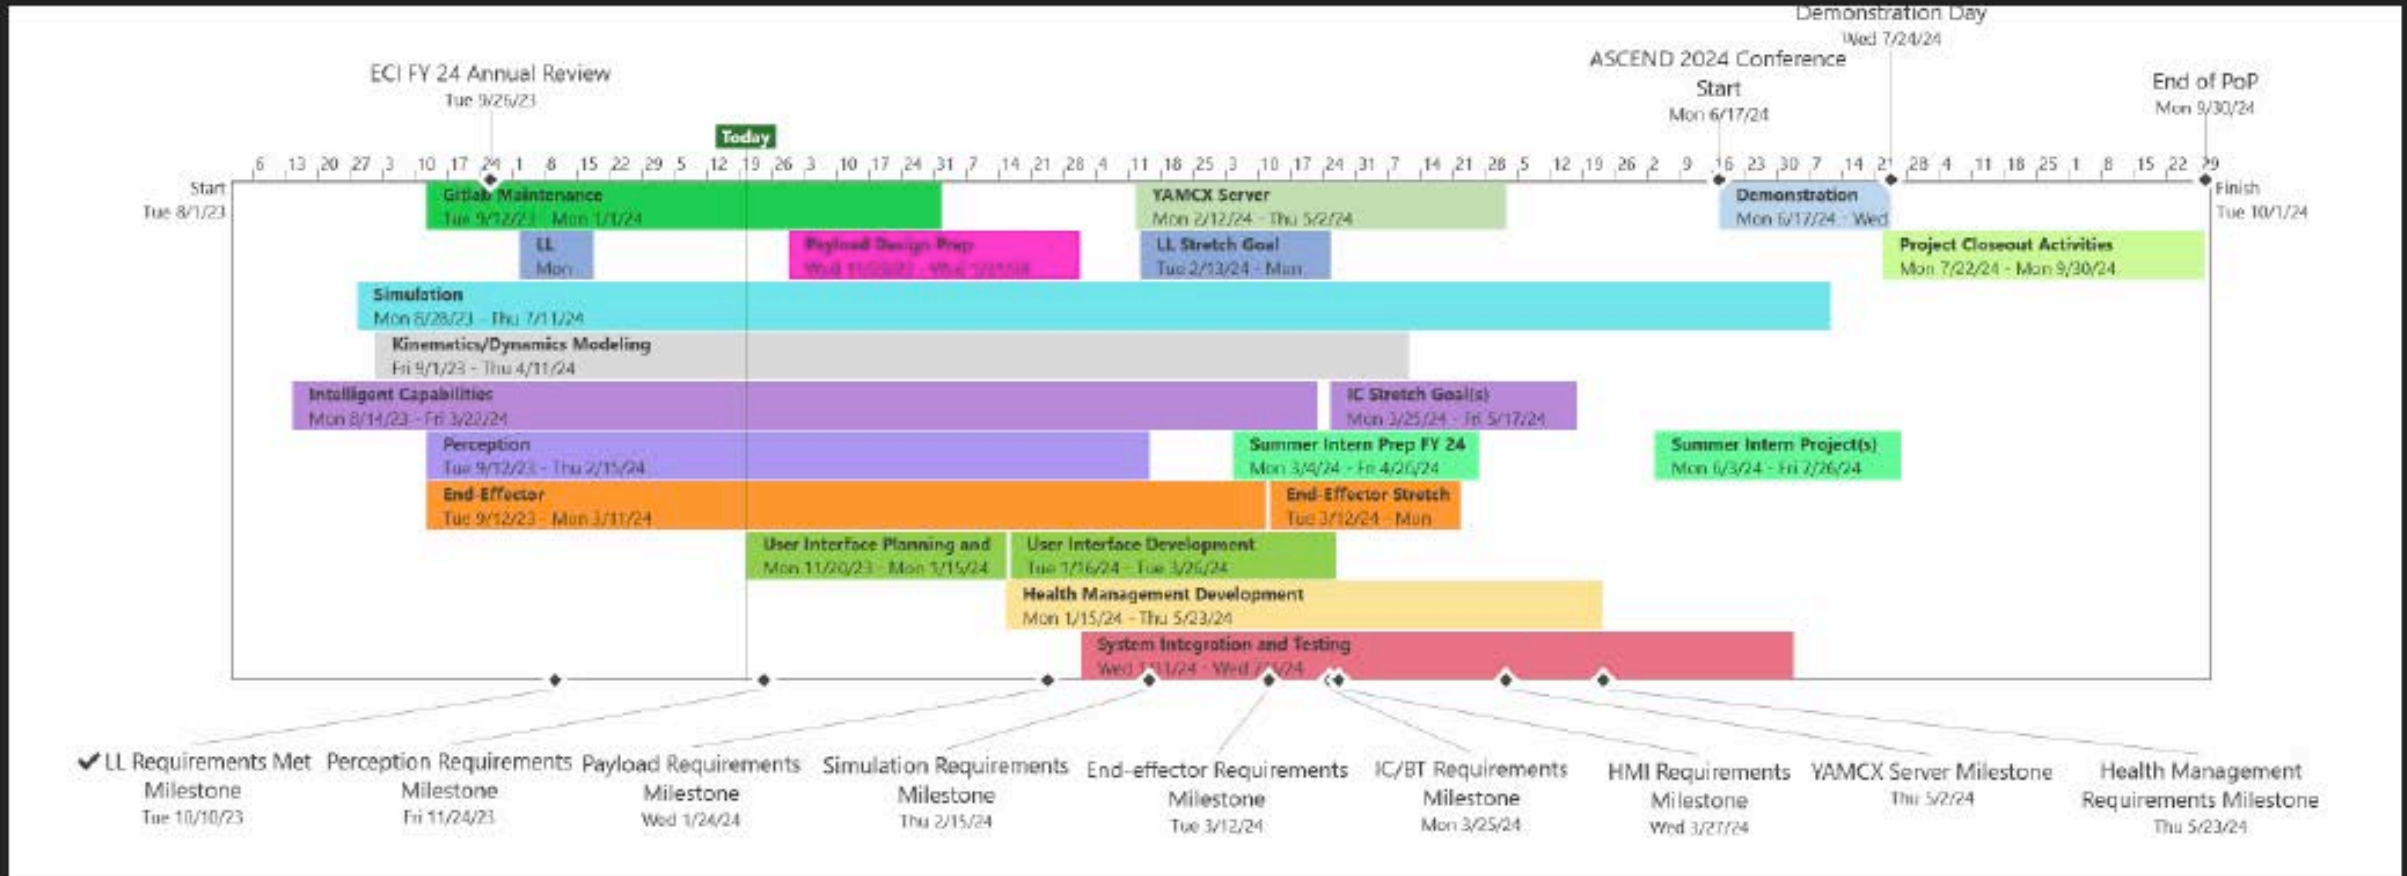 Demonstration Day
Wed 7/24/24
ASCEND 2024 Conference
Start
Mon 6/17/24
ECI FY 24 Annual Review
Tue 9/26/23
End of PoP
Mon 9/30/24
Today
6 13 20 27 3 10 17 24 1 8 15 22 29 5 12 19 26 3 10 17 24 31 7 14 21 28 4 11 18 25 3 10 17 24 31 7 14 21 28 5 12 19 26 2 9 16 23 30 7 14 21 28 4 11 18 25 1 8 15 22 29
Start
Tue 8/1/23
Finish
Tue 10/1/24
Gitlab Maintenance
Tue 9/12/23 - Mon 1/1/24
YAMCX Server
Mon 2/12/24 - Thu 5/2/24
Demonstration
Mon 6/17/24 - Wed
LL
Mon
Payload Design Prep
LL Stretch Goal
Tue 2/13/24 - Mon
Project Closeout Activities
Mon 7/22/24 - Mon 9/30/24
Simulation
Mon 8/28/23 - Thu 7/11/24
Kinematics/Dynamics Modeling
Fri 9/1/23 - Thu 4/11/24
Intelligent Capabilities
Mon 8/14/23 - Fri 3/22/24
IC Stretch Goal(s)
Mon 3/25/24 - Fri 5/17/24
Perception
Tue 9/12/23 - Thu 2/15/24
Summer Intern Prep FY 24
Mon 3/4/24 - Fri 4/26/24
Summer Intern Project(s)
Mon 6/3/24 - Fri 7/26/24
End-Effector
Tue 9/12/23 - Mon 3/11/24
End-Effector Stretch
Tue 3/12/24 - Mon
User Interface Planning and
Mon 11/20/23 - Mon 1/15/24
User Interface Development
Tue 1/16/24 - Tue 3/26/24
Health Management Development
Mon 1/15/24 - Thu 5/23/24
System Integration and Testing
Wed 1/31/24 - Wed
✔ LL Requirements Met
Milestone
Tue 10/10/23
Perception Requirements
Milestone
Fri 11/24/23
Payload Requirements
Milestone
Wed 1/24/24
Simulation Requirements
Milestone
Thu 2/15/24
End-effector Requirements
Milestone
Tue 3/12/24
IC/BT Requirements
Milestone
Mon 3/25/24
HMI Requirements
Milestone
Wed 3/27/24
YAMCX Server Milestone
Thu 5/2/24
Health Management
Requirements Milestone
Thu 5/23/24